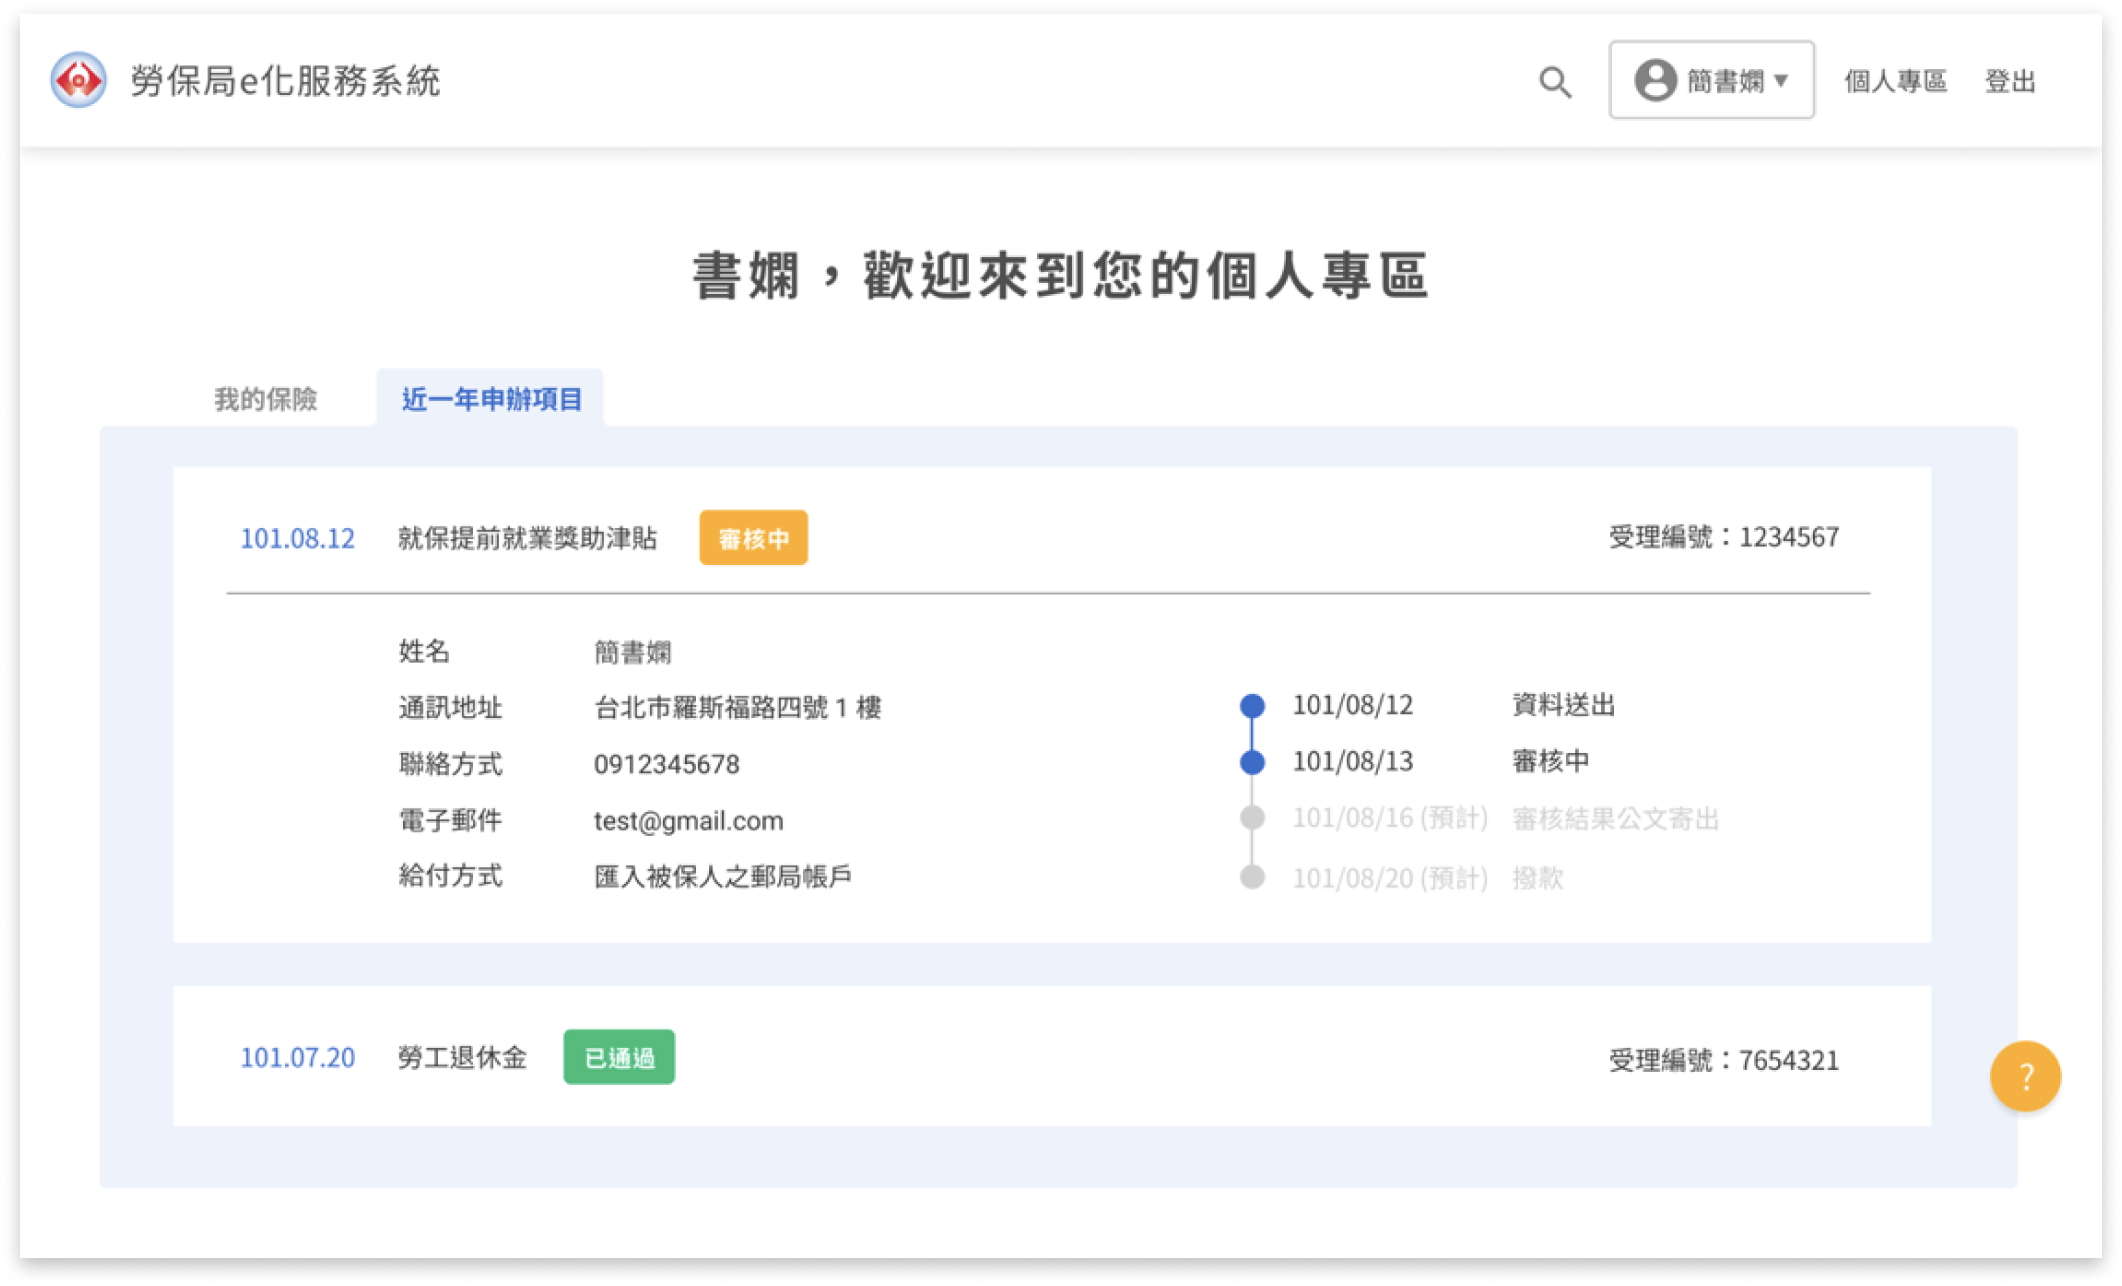 勞保局e化服務系統
簡書嫻 ▼ 個人專區 登出
書嫻，歡迎來到您的個人專區
我的保險 近一年申辦項目
101.08.12 就保提前就業獎助津貼 審核中 受理編號：1234567
姓名 簡書嫻
通訊地址 台北市羅斯福路四號 1 樓
聯絡方式 0912345678
電子郵件 test@gmail.com
給付方式 匯入被保人之郵局帳戶
101/08/12 資料送出
101/08/13 審核中
101/08/16 (預計) 審核結果公文寄出
101/08/20 (預計) 撥款
101.07.20 勞工退休金 已通過 受理編號：7654321
?